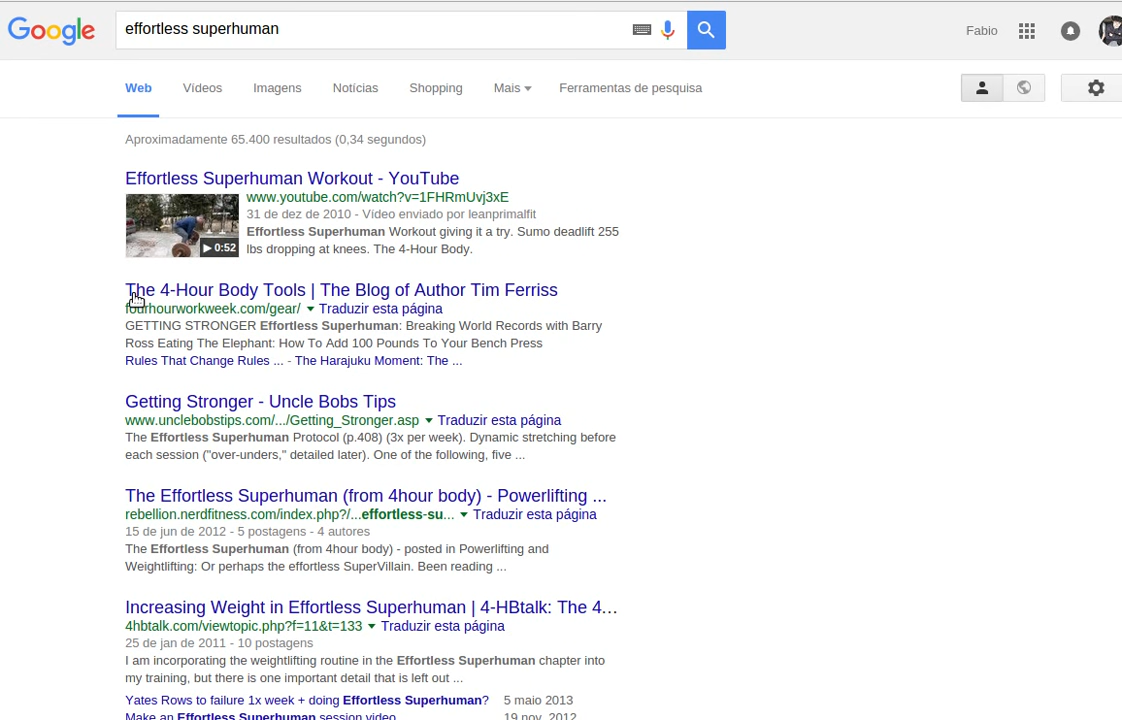 Google
effortless superhuman
Fabio
Web Vídeos Imagens Notícias Shopping Mais Ferramentas de pesquisa
Aproximadamente 65.400 resultados (0,34 segundos)
Effortless Superhuman Workout - YouTube
www.youtube.com/watch?v=1FHRmUvj3xE
31 de dez de 2010 - Vídeo enviado por leanprimalfit
Effortless Superhuman Workout giving it a try. Sumo deadlift 255
lbs dropping at knees. The 4-Hour Body.
0:52
The 4-Hour Body Tools | The Blog of Author Tim Ferriss
fourhourworkweek.com/gear/ Traduzir esta página
GETTING STRONGER Effortless Superhuman: Breaking World Records with Barry
Ross Eating The Elephant: How To Add 100 Pounds To Your Bench Press
Rules That Change Rules ... - The Harajuku Moment: The ...
Getting Stronger - Uncle Bobs Tips
www.unclebobstips.com/.../Getting_Stronger.asp Traduzir esta página
The Effortless Superhuman Protocol (p.408) (3x per week). Dynamic stretching before
each session ("over-unders," detailed later). One of the following, five ...
The Effortless Superhuman (from 4hour body) - Powerlifting ...
rebellion.nerdfitness.com/index.php?/...effortless-su... Traduzir esta página
15 de jun de 2012 - 5 postagens - 4 autores
The Effortless Superhuman (from 4hour body) - posted in Powerlifting and
Weightlifting: Or perhaps the effortless SuperVillain. Been reading ...
Increasing Weight in Effortless Superhuman | 4-HBtalk: The 4...
4hbtalk.com/viewtopic.php?f=11&t=133 Traduzir esta página
25 de jan de 2011 - 10 postagens
I am incorporating the weightlifting routine in the Effortless Superhuman chapter into
my training, but there is one important detail that is left out ...
Yates Rows to failure 1x week + doing Effortless Superhuman? 5 maio 2013
Make an Effortless Superhuman session video 19 nov. 2012